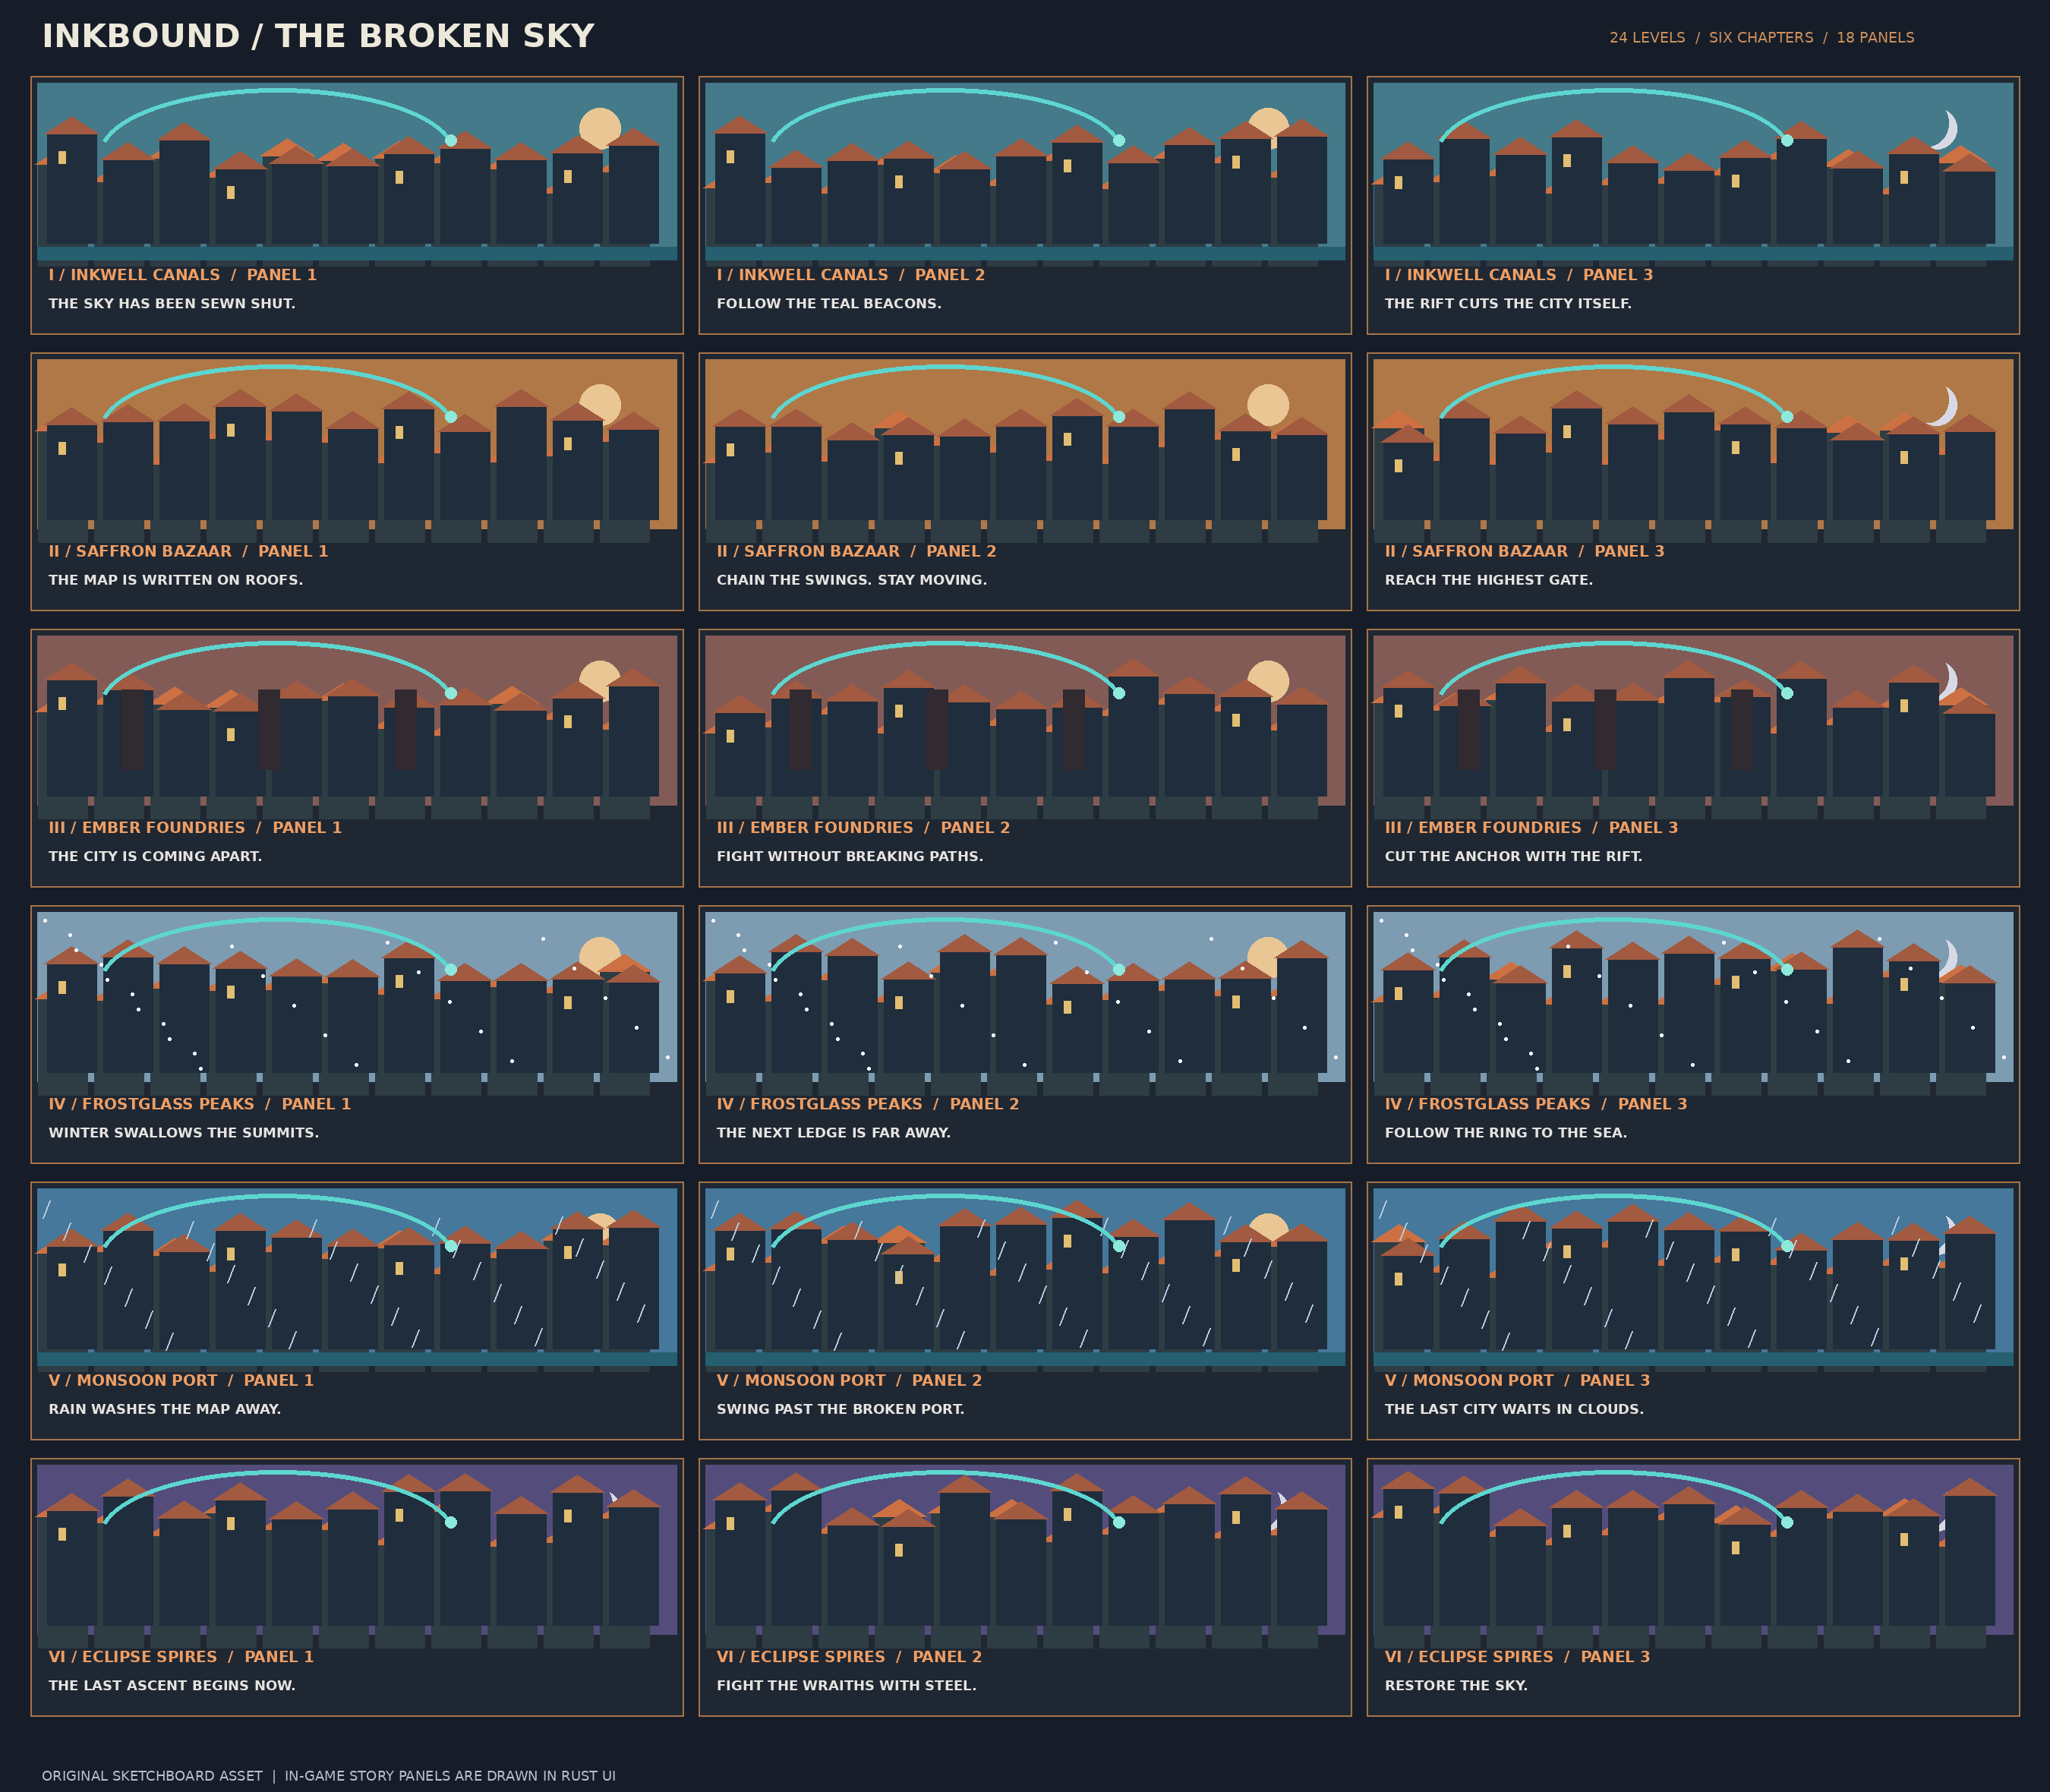 INKBOUND / THE BROKEN SKY
24 LEVELS / SIX CHAPTERS / 18 PANELS
I / INKWELL CANALS / PANEL 1
THE SKY HAS BEEN SEWN SHUT.
I / INKWELL CANALS / PANEL 2
FOLLOW THE TEAL BEACONS.
I / INKWELL CANALS / PANEL 3
THE RIFT CUTS THE CITY ITSELF.
II / SAFFRON BAZAAR / PANEL 1
THE MAP IS WRITTEN ON ROOFS.
II / SAFFRON BAZAAR / PANEL 2
CHAIN THE SWINGS. STAY MOVING.
II / SAFFRON BAZAAR / PANEL 3
REACH THE HIGHEST GATE.
III / EMBER FOUNDRIES / PANEL 1
THE CITY IS COMING APART.
III / EMBER FOUNDRIES / PANEL 2
FIGHT WITHOUT BREAKING PATHS.
III / EMBER FOUNDRIES / PANEL 3
CUT THE ANCHOR WITH THE RIFT.
IV / FROSTGLASS PEAKS / PANEL 1
WINTER SWALLOWS THE SUMMITS.
IV / FROSTGLASS PEAKS / PANEL 2
THE NEXT LEDGE IS FAR AWAY.
IV / FROSTGLASS PEAKS / PANEL 3
FOLLOW THE RING TO THE SEA.
V / MONSOON PORT / PANEL 1
RAIN WASHES THE MAP AWAY.
V / MONSOON PORT / PANEL 2
SWING PAST THE BROKEN PORT.
V / MONSOON PORT / PANEL 3
THE LAST CITY WAITS IN CLOUDS.
VI / ECLIPSE SPIRES / PANEL 1
THE LAST ASCENT BEGINS NOW.
VI / ECLIPSE SPIRES / PANEL 2
FIGHT THE WRAITHS WITH STEEL.
VI / ECLIPSE SPIRES / PANEL 3
RESTORE THE SKY.
ORIGINAL SKETCHBOARD ASSET | IN-GAME STORY PANELS ARE DRAWN IN RUST UI